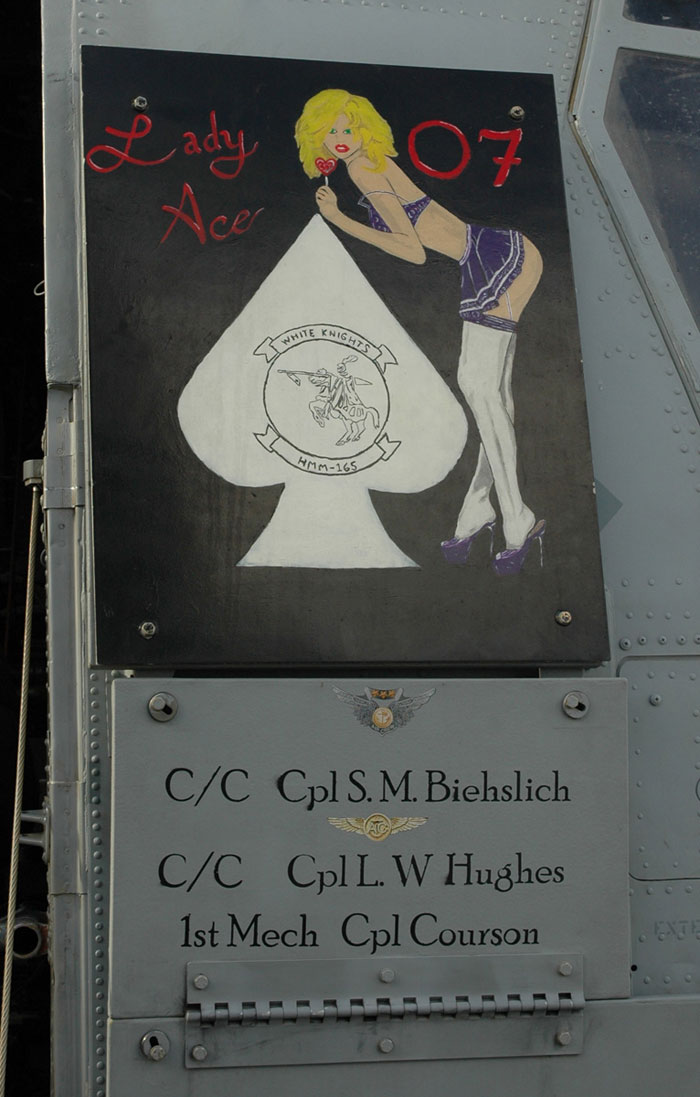 Lady
Ace
07
WHITE KNIGHTS
HMM-165
C/C Cpl S. M. Biehslich
C/C Cpl L. W Hughes
1st Mech Cpl Courson